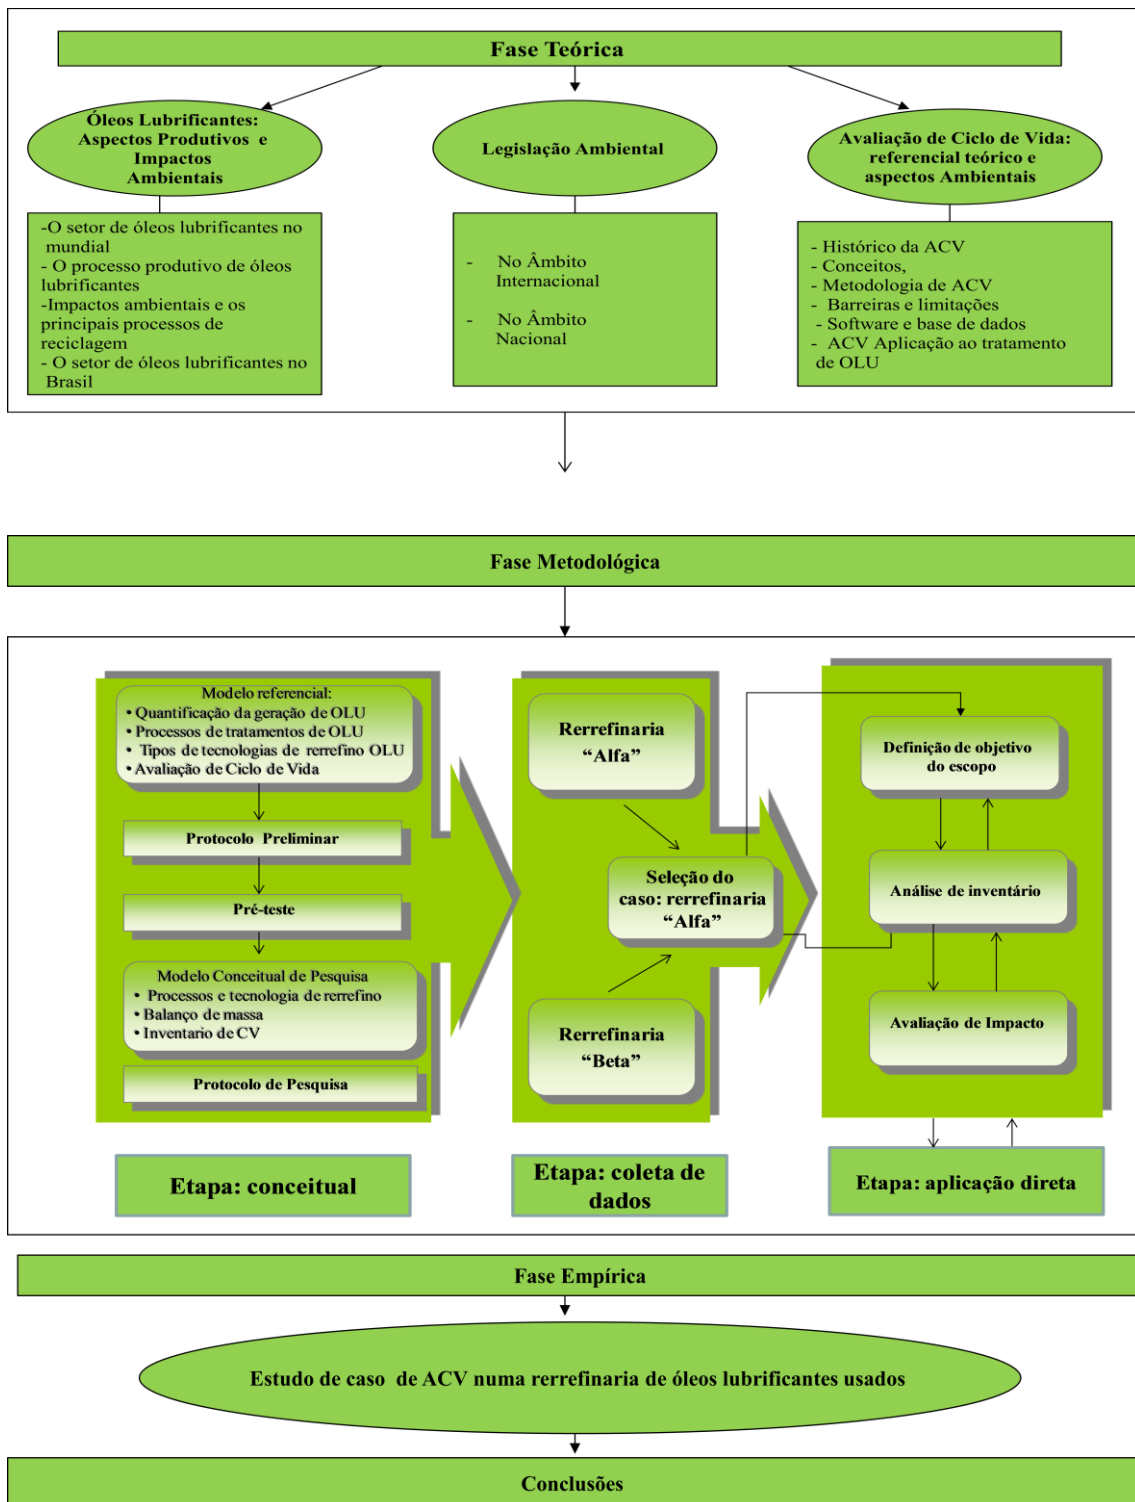 Fase Teórica
Óleos Lubrificantes:
Aspectos Produtivos e
Impactos
Ambientais
Legislação Ambiental
Avaliação de Ciclo de Vida:
referencial teórico e
aspectos Ambientais
-O setor de óleos lubrificantes no
mundial
- O processo produtivo de óleos
lubrificantes
-Impactos ambientais e os
principais processos de
reciclagem
- O setor de óleos lubrificantes no
Brasil
- No Âmbito
Internacional
- No Âmbito
Nacional
- Histórico da ACV
- Conceitos,
- Metodologia de ACV
- Barreiras e limitações
- Software e base de dados
- ACV Aplicação ao tratamento
de OLU
Fase Metodológica
Modelo referencial:
• Quantificação da geração de OLU
• Processos de tratamentos de OLU
• Tipos de tecnologias de rerrefino OLU
• Avaliação de Ciclo de Vida
Protocolo Preliminar
Pré-teste
Modelo Conceitual de Pesquisa
• Processos e tecnologia de rerrefino
• Balanço de massa
• Inventario de CV
Protocolo de Pesquisa
Etapa: conceitual
Rerrefinaria
“Alfa”
Seleção do
caso: rerrefinaria
“Alfa”
Rerrefinaria
“Beta”
Etapa: coleta de
dados
Definição de objetivo
do escopo
Análise de inventário
Avaliação de Impacto
Etapa: aplicação direta
Fase Empírica
Estudo de caso de ACV numa rerrefinaria de óleos lubrificantes usados
Conclusões